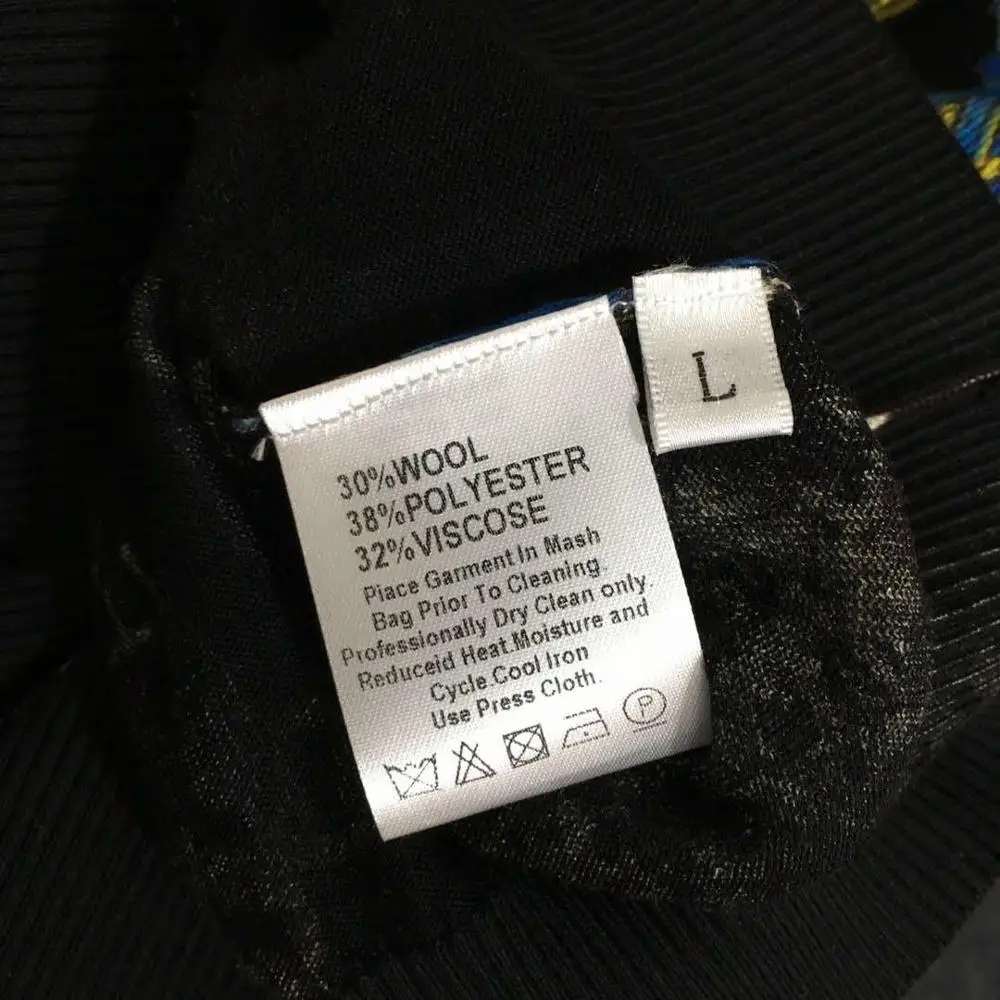 30%WOOL
38%POLYESTER
32%VISCOSE
Place Garment In Mash
Bag Prior To Cleaning.
Professionally Dry Clean only.
Reduceid Heat.Moisture and
Cycle.Cool Iron
Use Press Cloth.
P
L